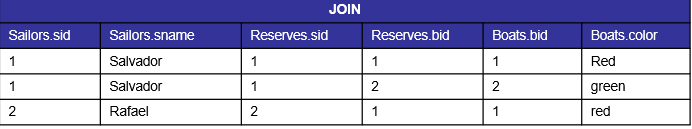 JOIN
Sailors.sid Sailors.sname Reserves.sid Reserves.bid Boats.bid Boats.color
1 Salvador 1 1 1 Red
1 Salvador 1 2 2 green
2 Rafael 2 1 1 red